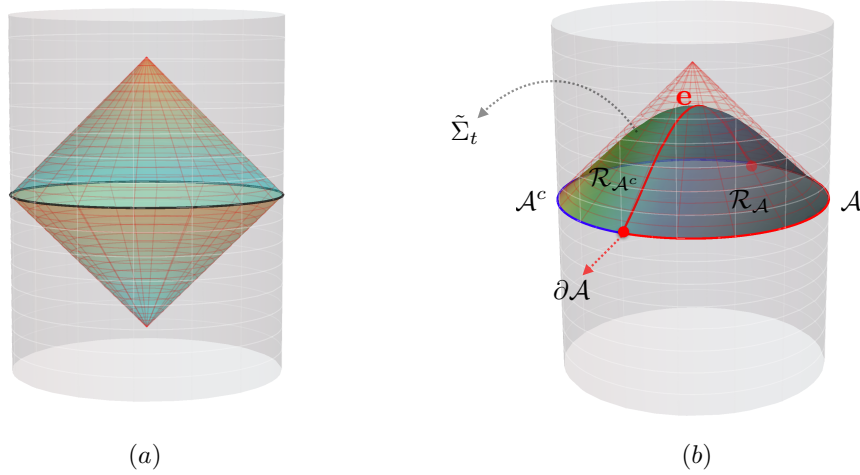 e
Σ̃_t
𝓡_{𝓐^c}
𝓡_𝓐
𝓐^c
𝓐
∂𝓐
(a)
(b)